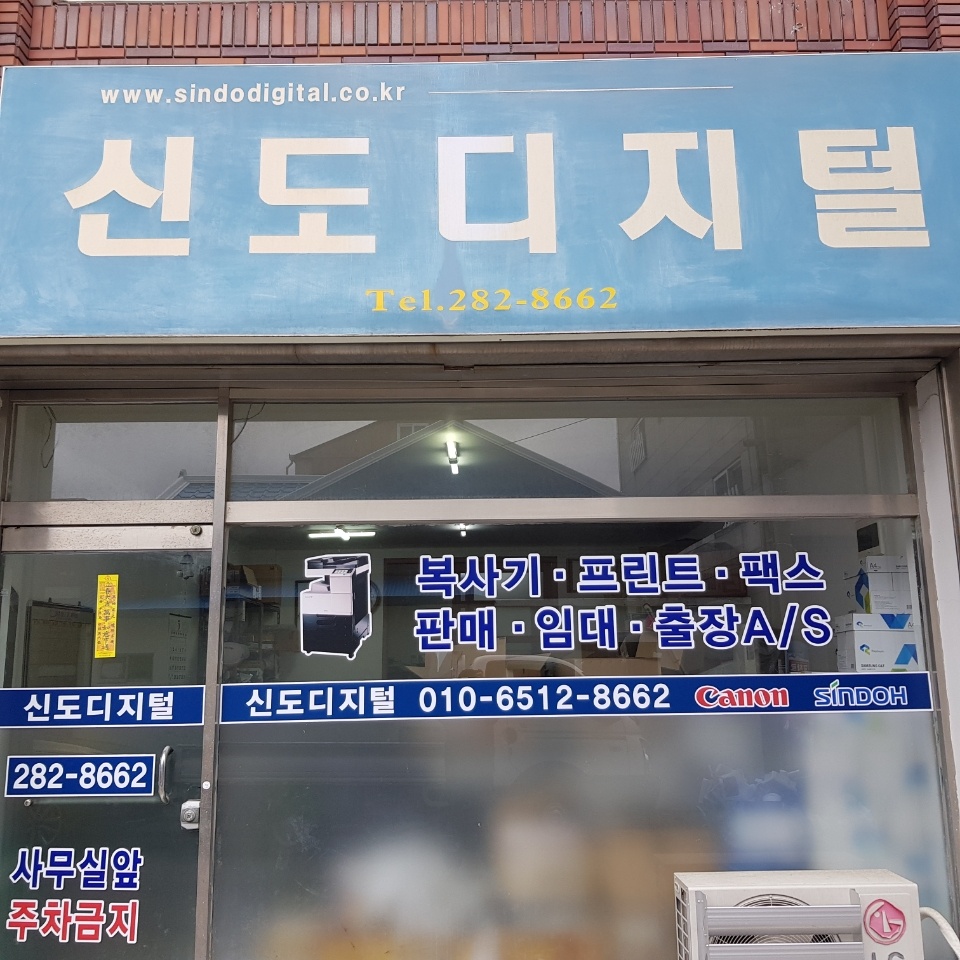 www.sindodigital.co.kr
신도디지털
Tel.282-8662
복사기·프린트·팩스
판매·임대·출장A/S
신도디지털
신도디지털 010-6512-8662 Canon SINDOH
282-8662
사무실앞
주차금지
LG